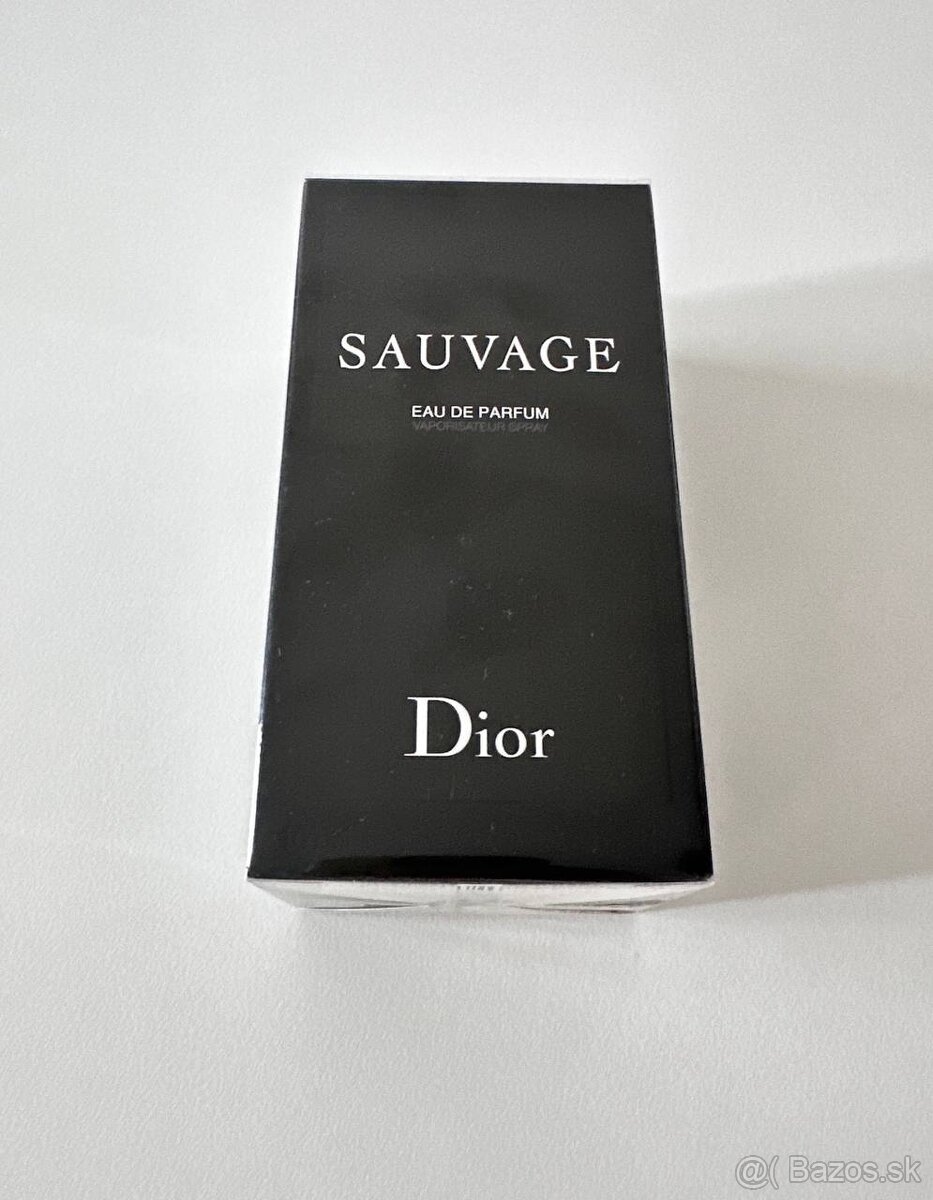 SAUVAGE
EAU DE PARFUM
VAPORISATEUR SPRAY
Dior
@( Bazos.sk